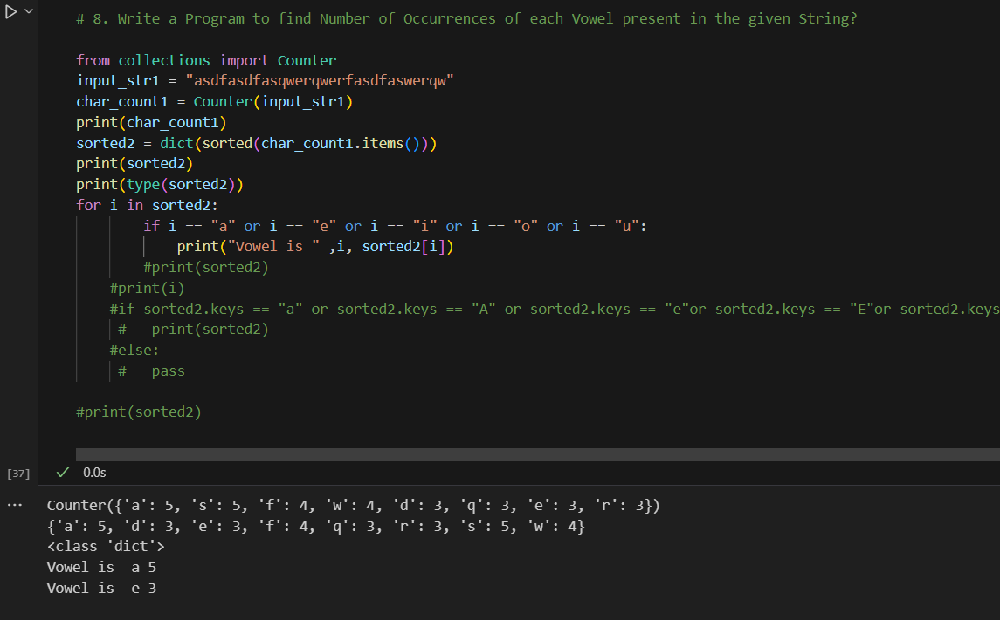 # 8. Write a Program to find Number of Occurrences of each Vowel present in the given String?
from collections import Counter
input_str1 = "asdfasdfasqwerqwerfasdfaswerqw"
char_count1 = Counter(input_str1)
print(char_count1)
sorted2 = dict(sorted(char_count1.items()))
print(sorted2)
print(type(sorted2))
for i in sorted2:
if i == "a" or i == "e" or i == "i" or i == "o" or i == "u":
print("Vowel is " ,i, sorted2[i])
#print(sorted2)
#print(i)
#if sorted2.keys == "a" or sorted2.keys == "A" or sorted2.keys == "e"or sorted2.keys == "E"or sorted2.keys
#   print(sorted2)
#else:
#   pass
#print(sorted2)
[37] 0.0s
... Counter({'a': 5, 's': 5, 'f': 4, 'w': 4, 'd': 3, 'q': 3, 'e': 3, 'r': 3})
{'a': 5, 'd': 3, 'e': 3, 'f': 4, 'q': 3, 'r': 3, 's': 5, 'w': 4}
<class 'dict'>
Vowel is  a 5
Vowel is  e 3